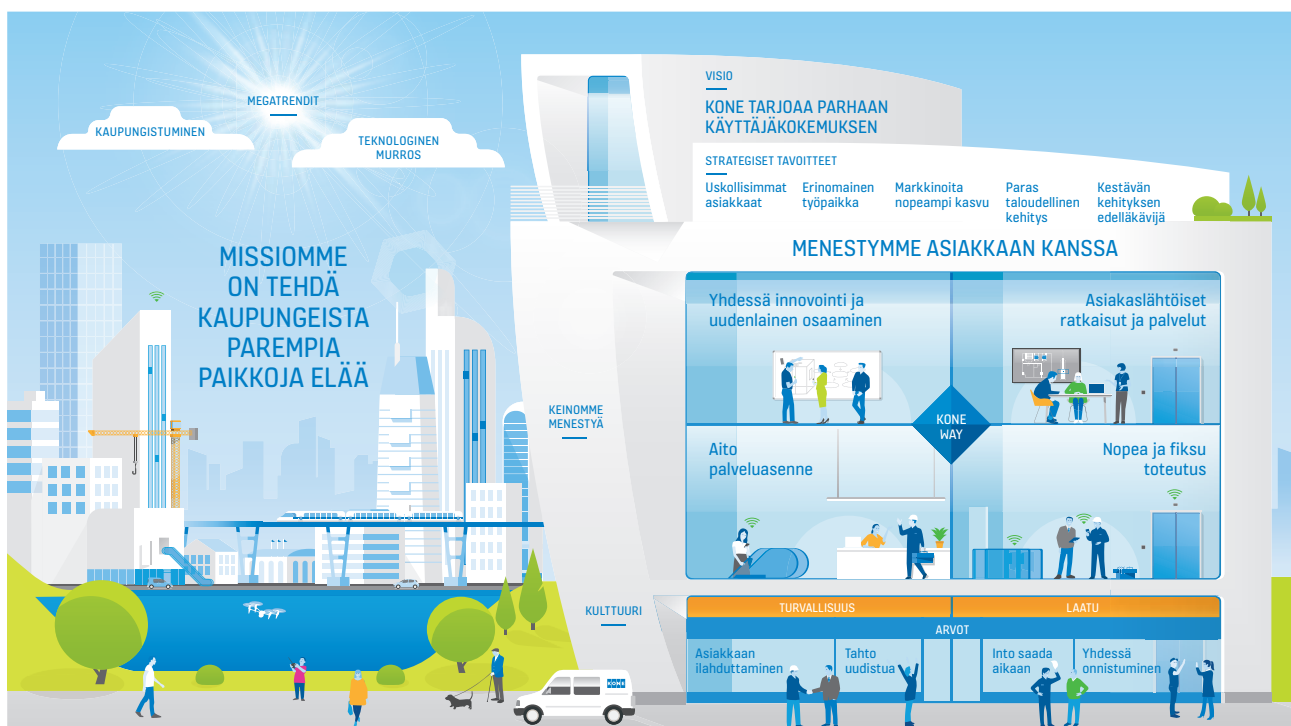 MEGATRENDIT
KAUPUNGISTUMINEN
TEKNOLOGINEN
MURROS
MISSIOMME
ON TEHDÄ
KAUPUNGEISTA
PAREMPIA
PAIKKOJA ELÄÄ
VISIO
KONE TARJOAA PARHAAN
KÄYTTÄJÄKOKEMUKSEN
STRATEGISET TAVOITTEET
Uskollisimmat
asiakkaat
Erinomainen
työpaikka
Markkinoita
nopeampi kasvu
Paras
taloudellinen
kehitys
Kestävän
kehityksen
edelläkävijä
MENESTYMME ASIAKKAAN KANSSA
KEINOMME
MENESTYÄ
Yhdessä innovointi ja
uudenlainen osaaminen
Asiakaslähtöiset
ratkaisut ja palvelut
KONE
WAY
Aito
palveluasenne
Nopea ja fiksu
toteutus
KULTTUURI
TURVALLISUUS
LAATU
ARVOT
Asiakkaan
ilahduttaminen
Tahto
uudistua
Into saada
aikaan
Yhdessä
onnistuminen
KONE